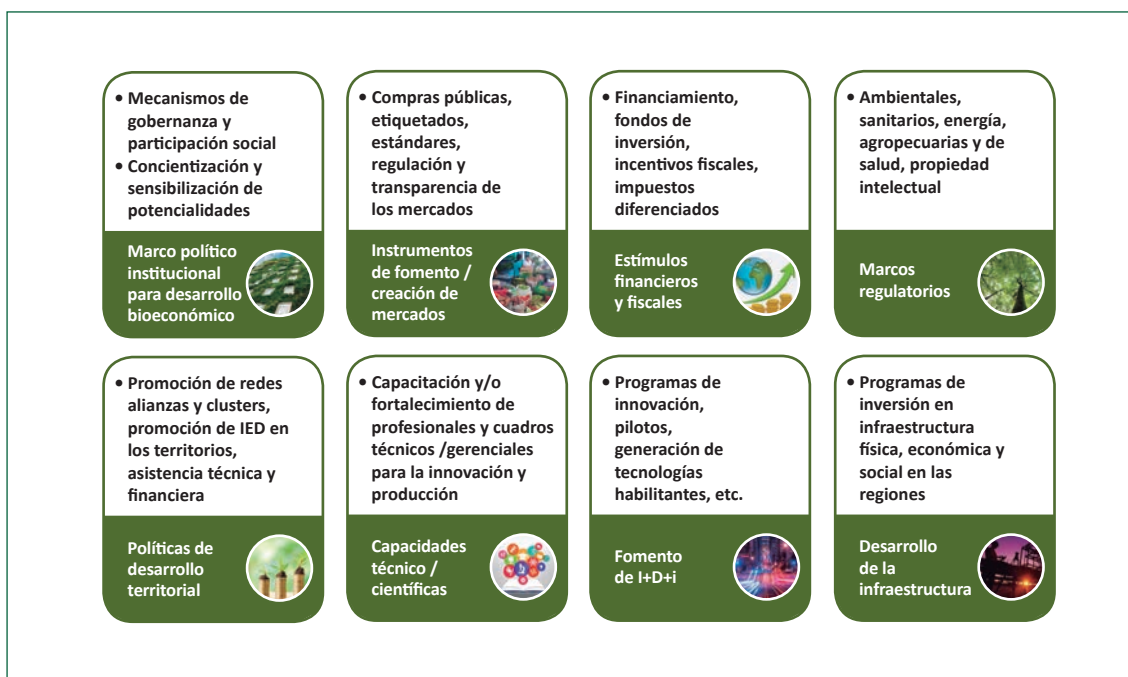 • Mecanismos de
gobernanza y
participación social
• Concientización y
sensibilización de
potencialidades
Marco político
institucional
para desarrollo
bioeconómico
• Compras públicas,
etiquetados,
estándares,
regulación y
transparencia de
los mercados
Instrumentos
de fomento /
creación de
mercados
• Financiamiento,
fondos de
inversión,
incentivos fiscales,
impuestos
diferenciados
Estímulos
financieros
y fiscales
• Ambientales,
sanitarios, energía,
agropecuarias y de
salud, propiedad
intelectual
Marcos
regulatorios
• Promoción de redes
alianzas y clusters,
promoción de IED en
los territorios,
asistencia técnica y
financiera
Políticas de
desarrollo
territorial
• Capacitación y/o
fortalecimiento de
profesionales y cuadros
técnicos /gerenciales
para la innovación y
producción
Capacidades
técnico /
científicas
• Programas de
innovación,
pilotos,
generación de
tecnologías
habilitantes, etc.
Fomento
de I+D+i
• Programas de
inversión en
infraestructura
física, económica y
social en las
regiones
Desarrollo
de la
infraestructura